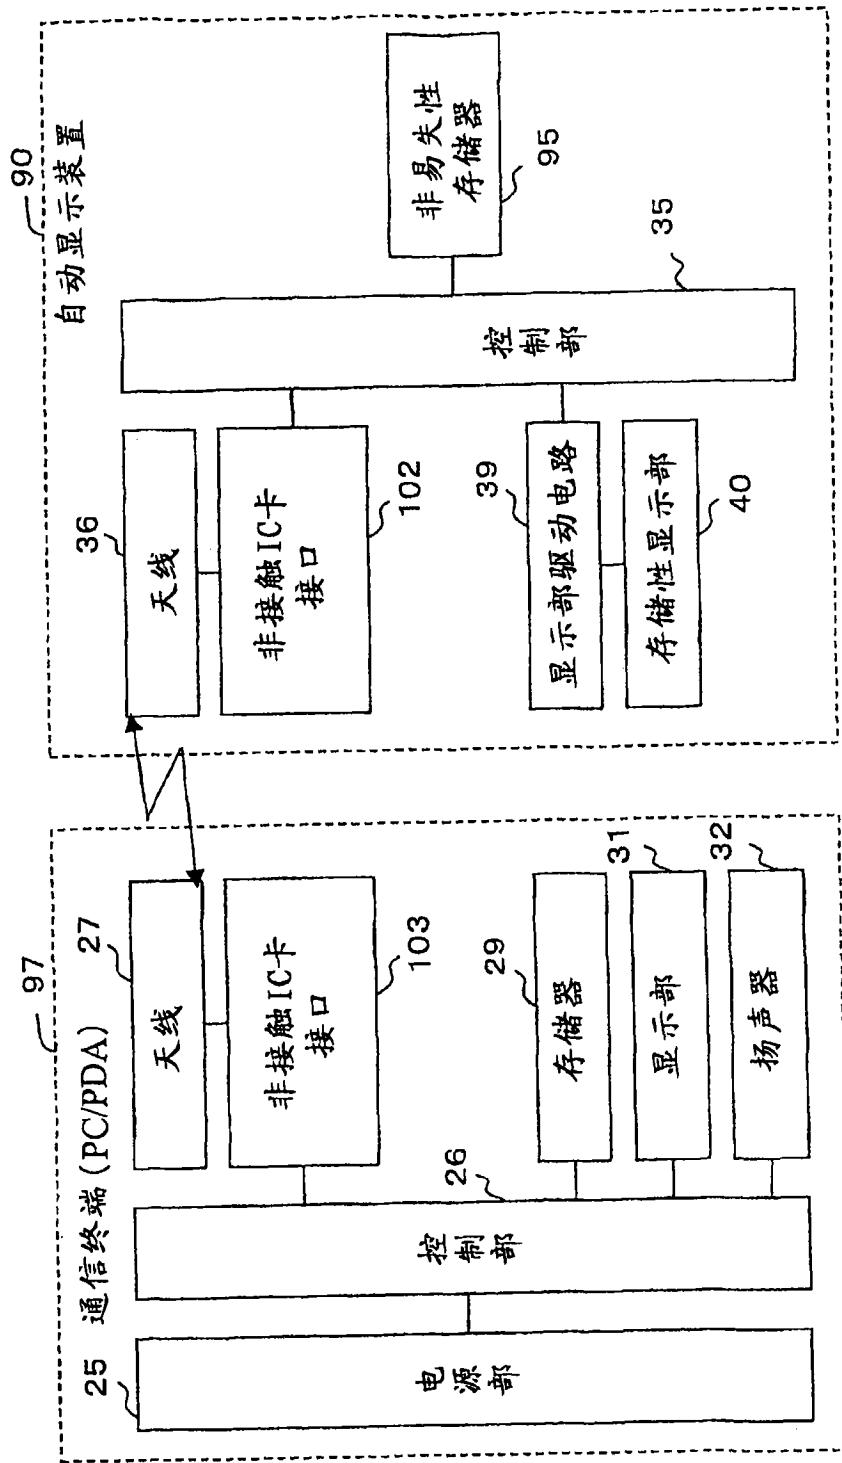 97
通信终端(PC/PDA)
25
电源部
26
控制部
27
天线
非接触IC卡
接口
103
29
存储器
31
显示部
32
扬声器
90
自动显示装置
36
天线
非接触IC卡
接口
102
39
显示部驱动电路
存储性显示部
40
控制部
35
非易失性
存储器
95